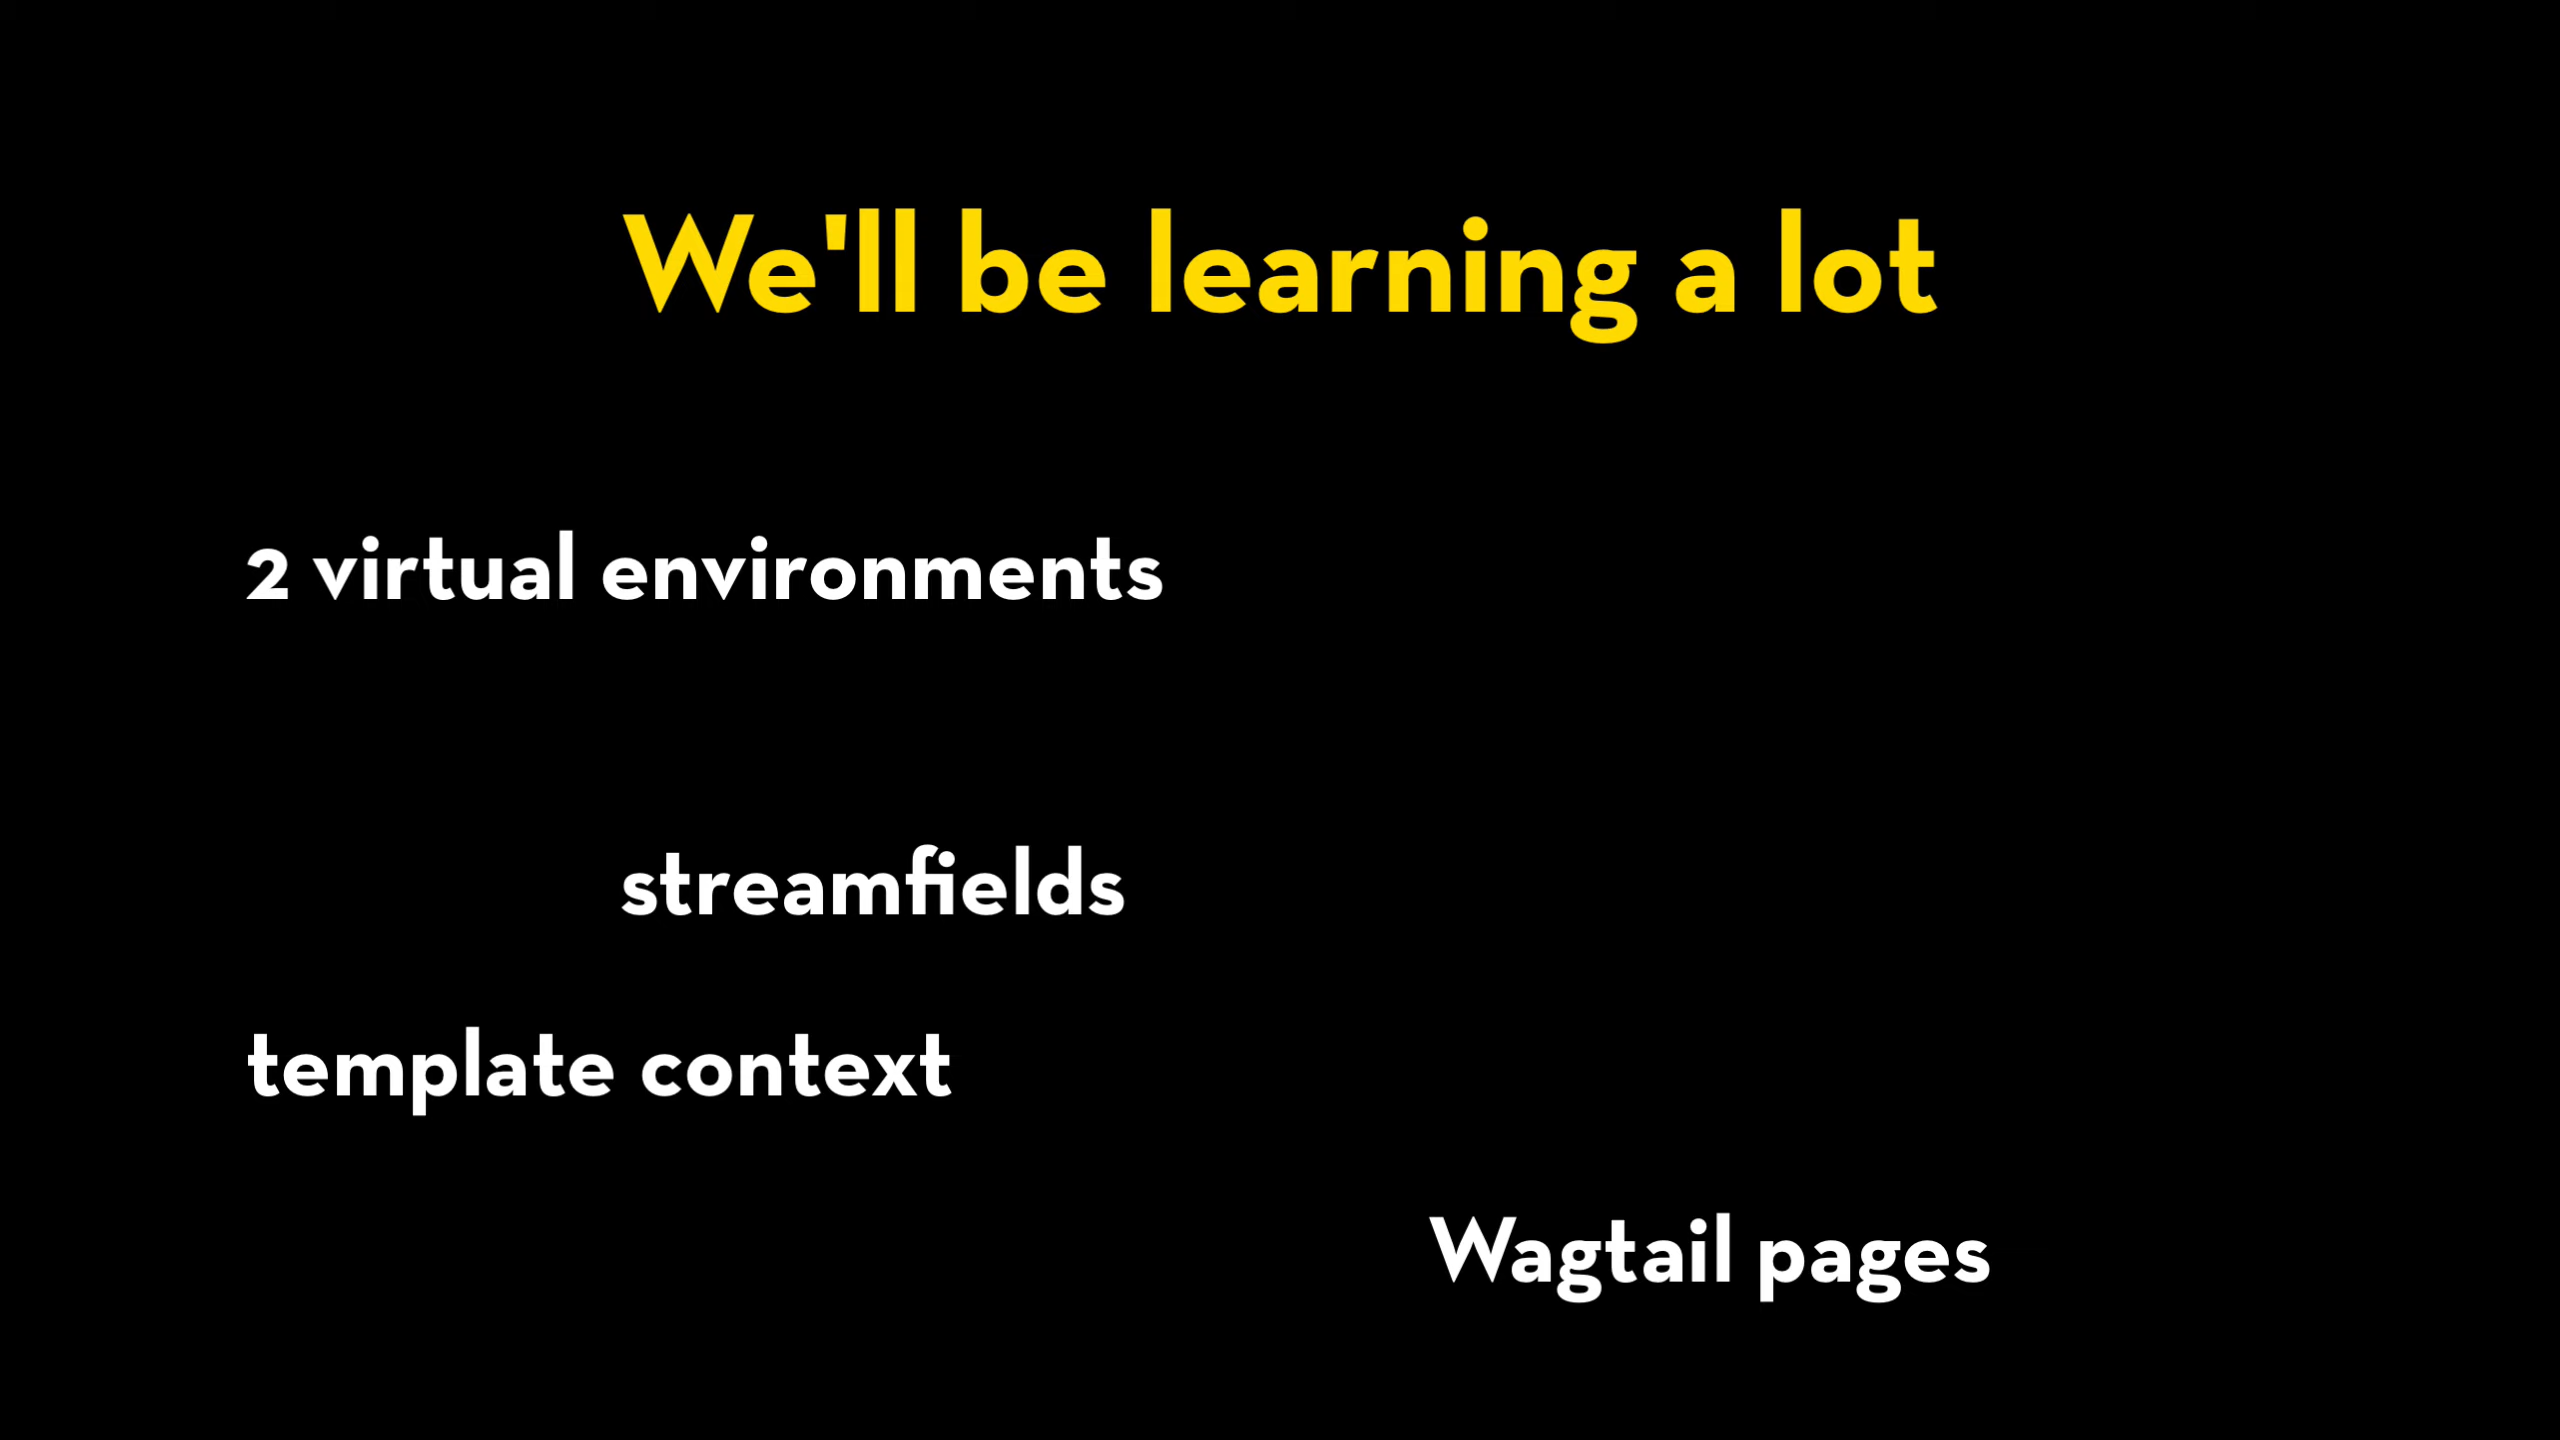 We'll be learning a lot
2 virtual environments
streamfields
template context
Wagtail pages